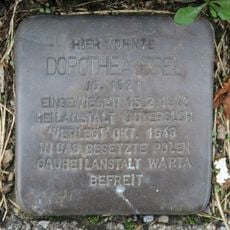 HIER WOHNTE
DOROTHEA EBEL
JG. 1921
EINGEWIESEN 15.2
HEILANSTALT GÜTERSLOH
"VERLEGT" OKT. 1943
IN DAS BESETZTE POLEN
GAUHEILANSTALT WARTA
BEFREIT